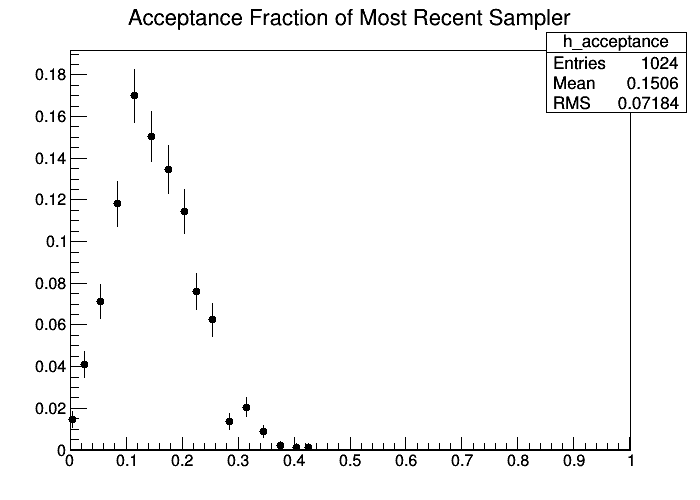 Acceptance Fraction of Most Recent Sampler
h_acceptance
Entries 1024
Mean 0.1506
RMS 0.07184
0.18
0.16
0.14
0.12
0.1
0.08
0.06
0.04
0.02
0
0 0.1 0.2 0.3 0.4 0.5 0.6 0.7 0.8 0.9 1